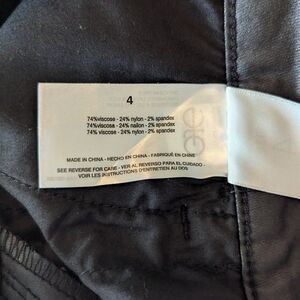 4
74%viscose - 24% nylon - 2% spandex
74%viscosa - 24% nailon - 2% spandex
74% viscose - 24% nylon - 2% spandex
MADE IN CHINA - HECHO EN CHINA - FABRIQUÉ EN CHINE
SEE REVERSE FOR CARE - VER AL REVERSO PARA EL CUIDADO -
VOIR LES INSTRUCTIONS D'ENTRETIEN AU DOS